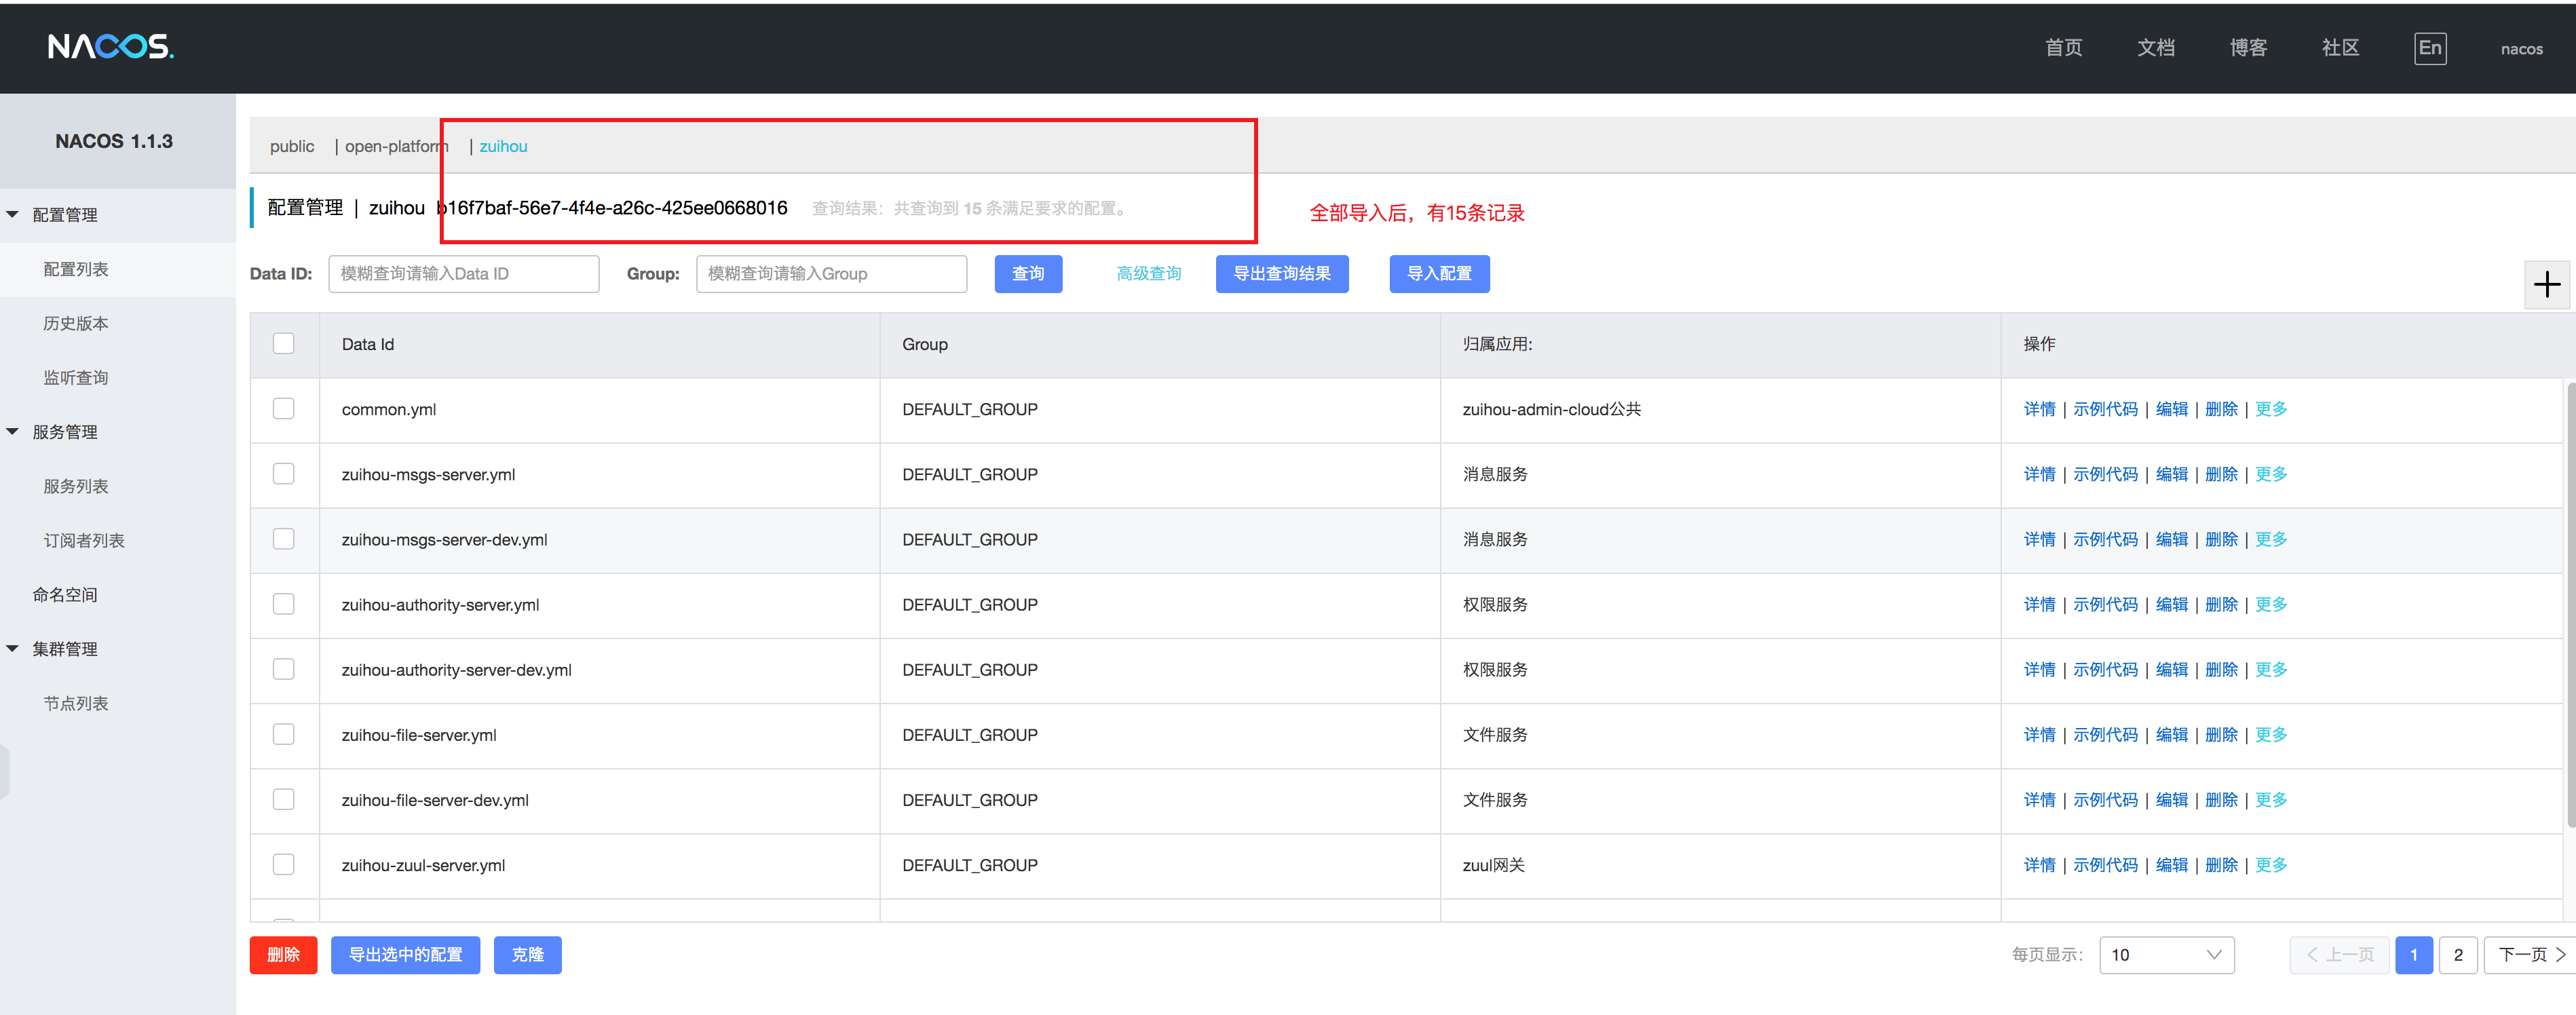 NACOS.
首页 文档 博客 社区 En nacos
NACOS 1.1.3
配置管理
配置列表
历史版本
监听查询
服务管理
服务列表
订阅者列表
命名空间
集群管理
节点列表
public | open-platform | zuihou
配置管理 | zuihou b16f7baf-56e7-4f4e-a26c-425ee0668016 查询结果：共查询到 15 条满足要求的配置。
全部导入后，有15条记录
Data ID: 模糊查询请输入Data ID Group: 模糊查询请输入Group 查询 高级查询 导出查询结果 导入配置
Data Id Group 归属应用: 操作
common.yml DEFAULT_GROUP zuihou-admin-cloud公共 详情 | 示例代码 | 编辑 | 删除 | 更多
zuihou-msgs-server.yml DEFAULT_GROUP 消息服务 详情 | 示例代码 | 编辑 | 删除 | 更多
zuihou-msgs-server-dev.yml DEFAULT_GROUP 消息服务 详情 | 示例代码 | 编辑 | 删除 | 更多
zuihou-authority-server.yml DEFAULT_GROUP 权限服务 详情 | 示例代码 | 编辑 | 删除 | 更多
zuihou-authority-server-dev.yml DEFAULT_GROUP 权限服务 详情 | 示例代码 | 编辑 | 删除 | 更多
zuihou-file-server.yml DEFAULT_GROUP 文件服务 详情 | 示例代码 | 编辑 | 删除 | 更多
zuihou-file-server-dev.yml DEFAULT_GROUP 文件服务 详情 | 示例代码 | 编辑 | 删除 | 更多
zuihou-zuul-server.yml DEFAULT_GROUP zuul网关 详情 | 示例代码 | 编辑 | 删除 | 更多
删除 导出选中的配置 克隆 每页显示： 10 上一页 1 2 下一页